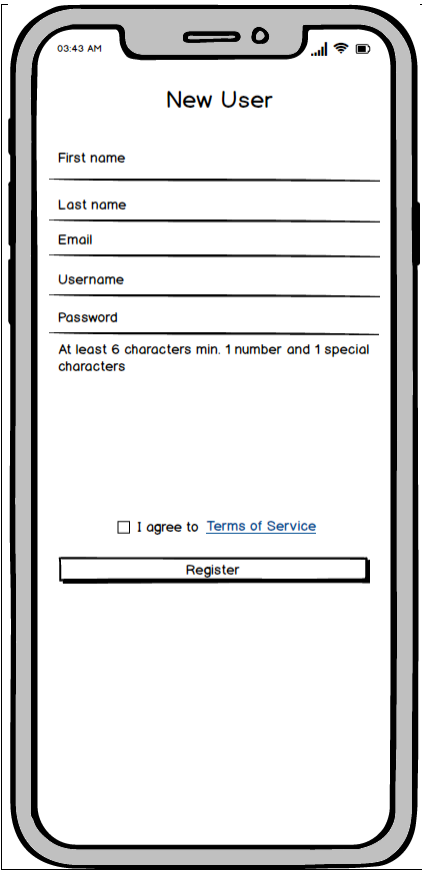 03:43 AM
New User
First name
Last name
Email
Username
Password
At least 6 characters min. 1 number and 1 special
characters
I agree to Terms of Service
Register